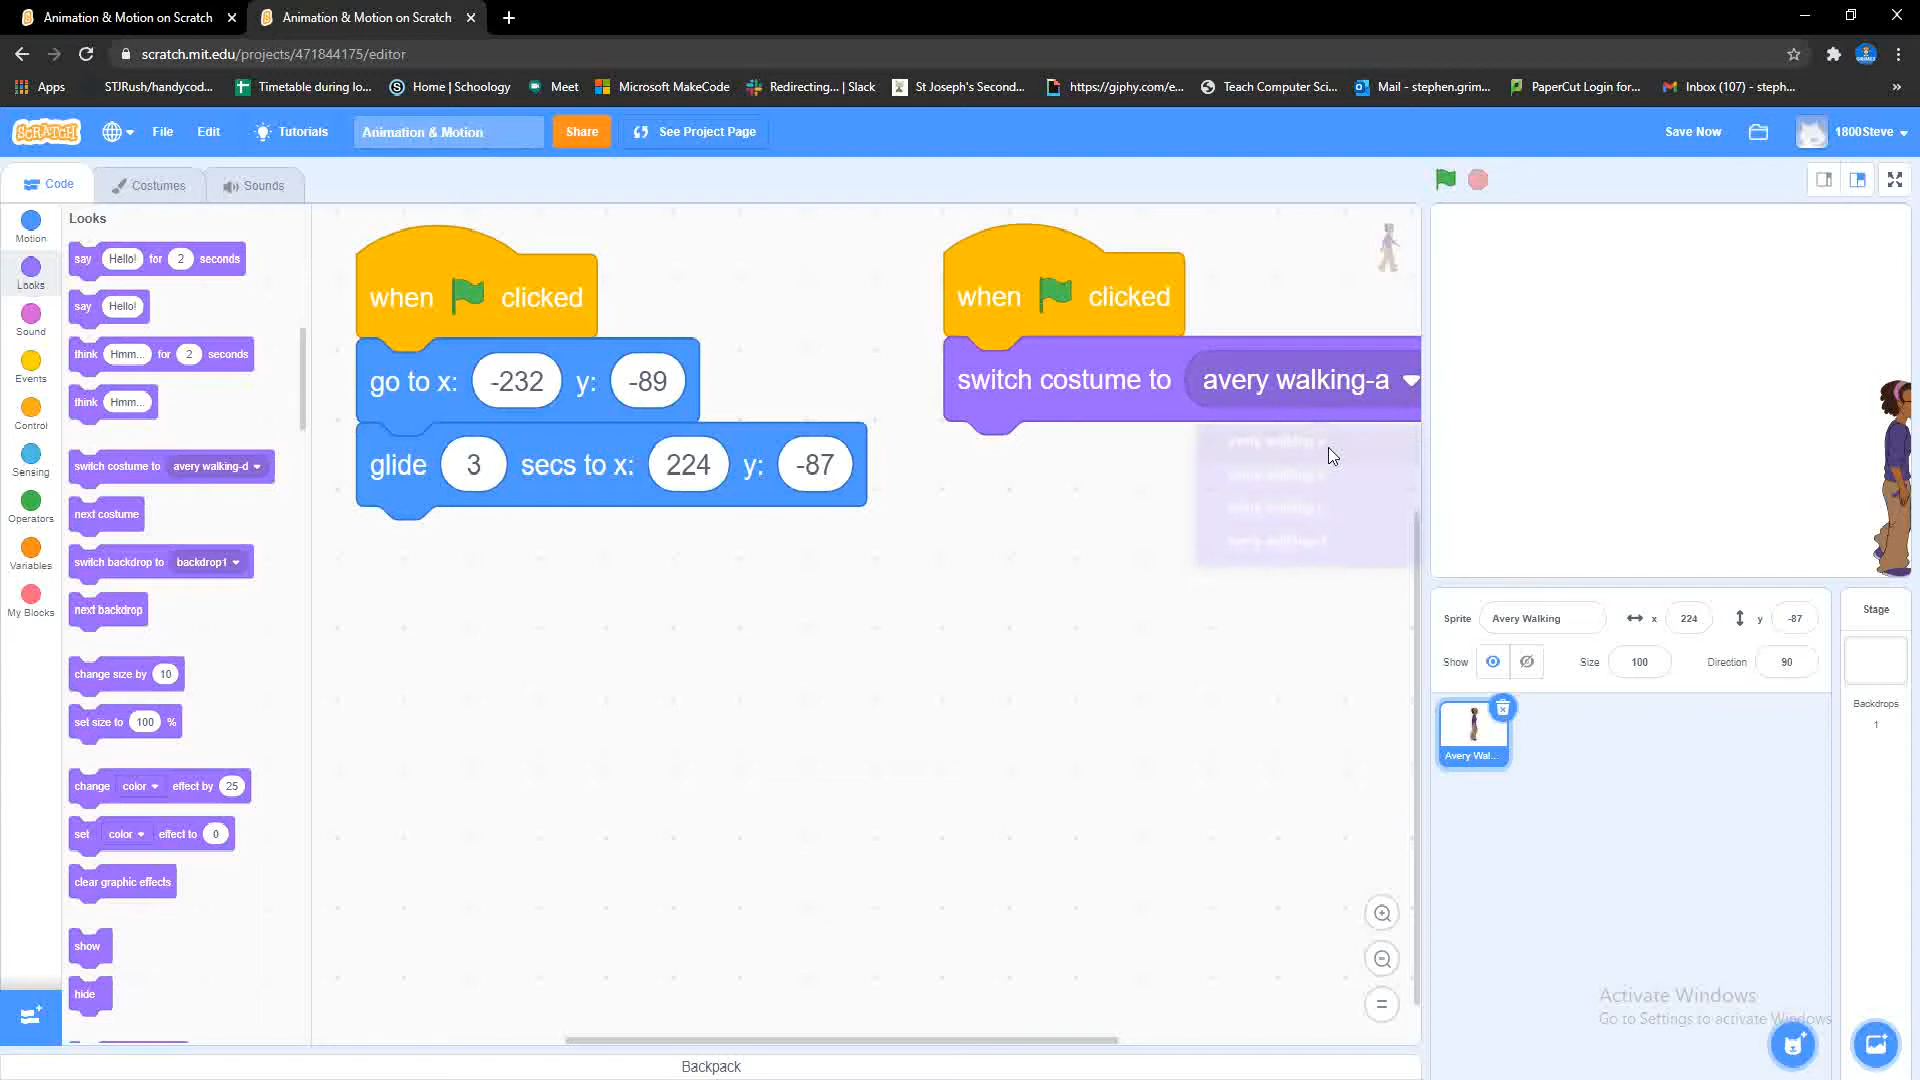 Animation & Motion on Scratch
Animation & Motion on Scratch
scratch.mit.edu/projects/471844175/editor
Apps
STJRush/handycod...
Timetable during lo...
Home | Schoology
Meet
Microsoft MakeCode
Redirecting... | Slack
St Joseph's Second...
https://giphy.com/e...
Teach Computer Sci...
Mail - stephen.grim...
PaperCut Login for...
Inbox (107) - steph...
SCRATCH
File
Edit
Tutorials
Animation & Motion
Share
See Project Page
Save Now
1800Steve
Code
Costumes
Sounds
Motion
Looks
Sound
Events
Control
Sensing
Operators
Variables
My Blocks
Looks
say Hello! for 2 seconds
say Hello!
think Hmm... for 2 seconds
think Hmm...
switch costume to avery walking-d
next costume
switch backdrop to backdrop1
next backdrop
change size by 10
set size to 100 %
change color effect by 25
set color effect to 0
clear graphic effects
show
hide
when clicked
go to x: -232 y: -89
glide 3 secs to x: 224 y: -87
when clicked
switch costume to avery walking-a
Sprite Avery Walking x 224 y -87
Show Size 100 Direction 90
Avery Wal...
Stage
Backdrops
1
Activate Windows
Go to Settings to activate Windows
Backpack